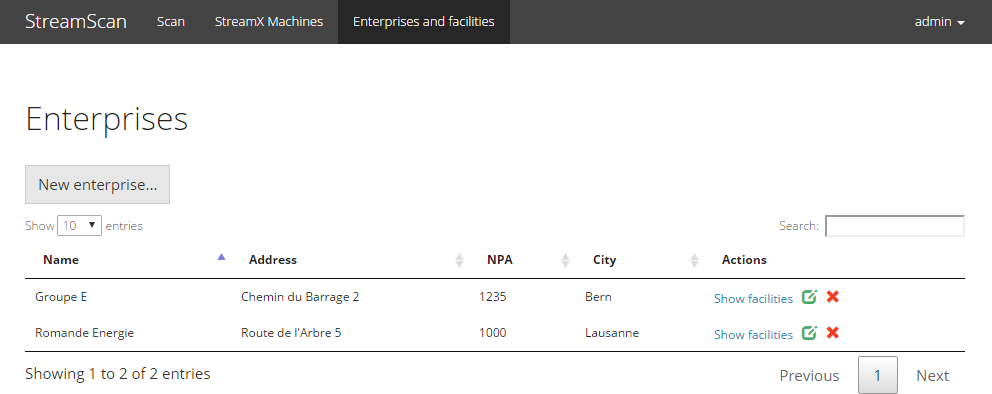 StreamScan Scan StreamX Machines Enterprises and facilities admin
Enterprises
New enterprise...
Show 10 entries Search:
Name Address NPA City Actions
Groupe E Chemin du Barrage 2 1235 Bern Show facilities
Romande Energie Route de l'Arbre 5 1000 Lausanne Show facilities
Showing 1 to 2 of 2 entries Previous 1 Next